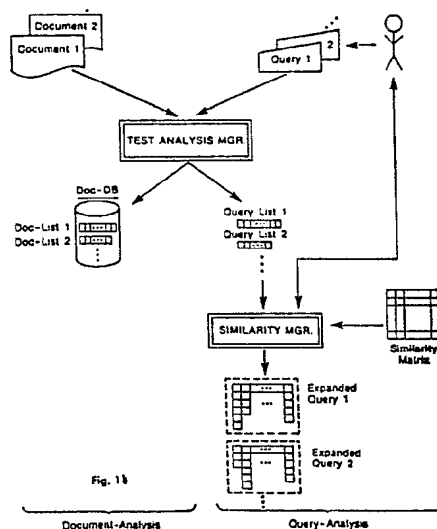 Document 2
Document 1
2
Query 1
TEST ANALYSIS MGR
Doc-DB
Doc-List 1
Doc-List 2
Query List 1
Query List 2
SIMILARITY MGR.
Similarity
Matrix
Expanded
Query 1
Expanded
Query 2
Document-Analysis
Query-Analysis